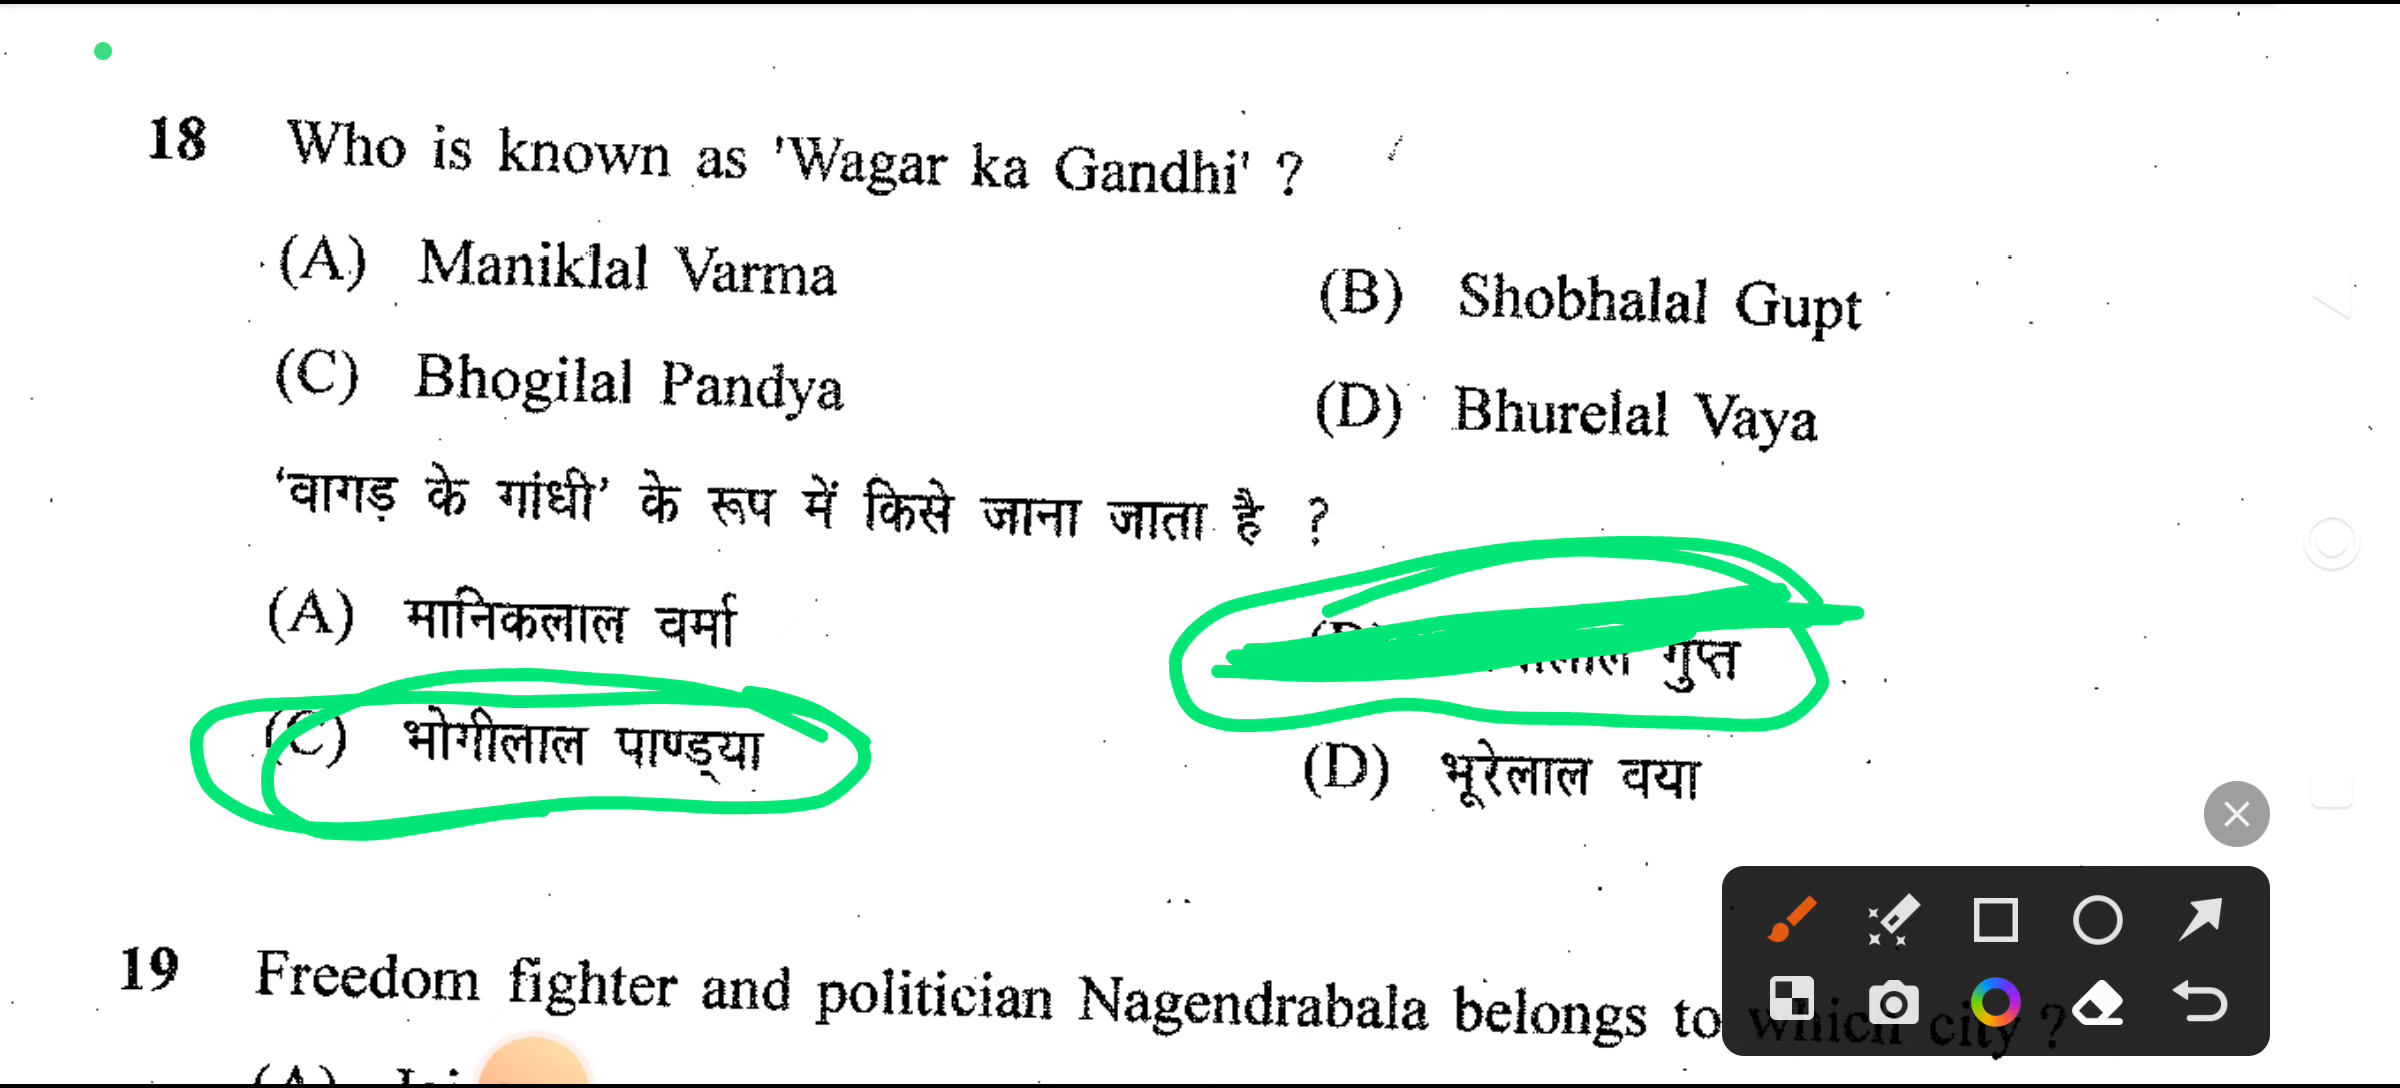 18 Who is known as 'Wagar ka Gandhi' ?
(A) Maniklal Varma
(B) Shobhalal Gupt
(C) Bhogilal Pandya
(D) Bhurelal Vaya
'वागड़ के गांधी' के रूप में किसे जाना जाता है ?
(A) मानिकलाल वर्मा
गुप्त
(C) भोगीलाल पाण्ड्या
(D) भूरेलाल वया
19 Freedom fighter and politician Nagendrabala belongs to which city ?
(A)